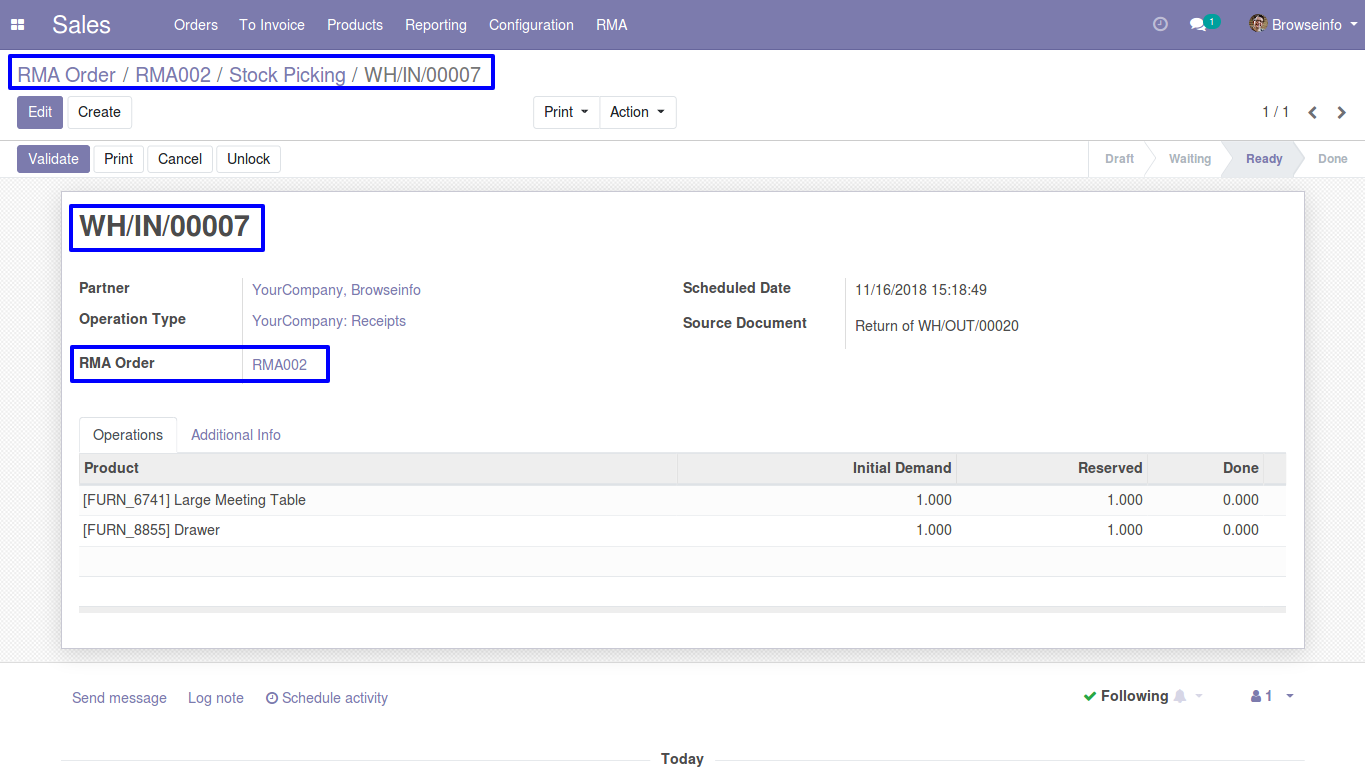 Sales Orders To Invoice Products Reporting Configuration RMA 1 Browseinfo
RMA Order / RMA002 / Stock Picking / WH/IN/00007
Edit Create Print Action 1 / 1
Validate Print Cancel Unlock Draft Waiting Ready Done
WH/IN/00007
Partner YourCompany, Browseinfo Scheduled Date 11/16/2018 15:18:49
Operation Type YourCompany: Receipts Source Document Return of WH/OUT/00020
RMA Order RMA002
Operations Additional Info
Product Initial Demand Reserved Done
[FURN_6741] Large Meeting Table 1.000 1.000 0.000
[FURN_8855] Drawer 1.000 1.000 0.000
Send message Log note Schedule activity Following 1
Today